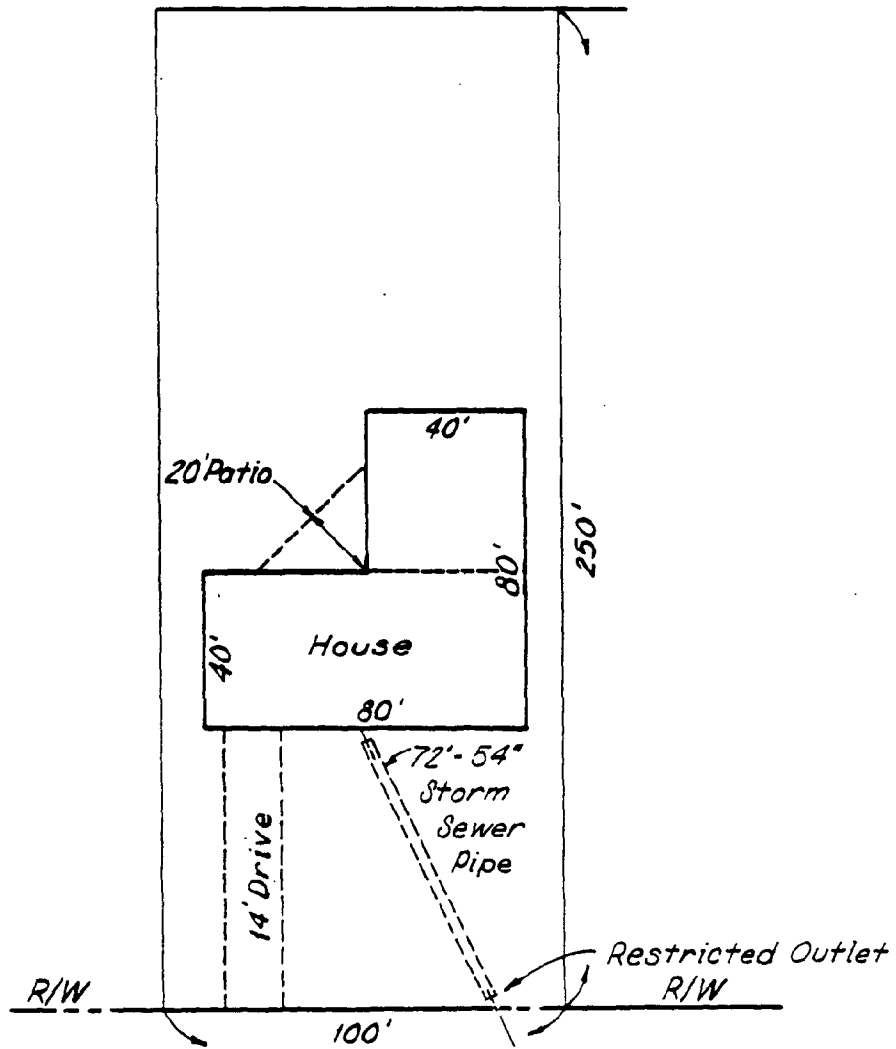 40'
20' Patio
80'
250'
40'
House
80'
72'-54"
Storm
Sewer
Pipe
14' Drive
Restricted Outlet
R/W
R/W
100'